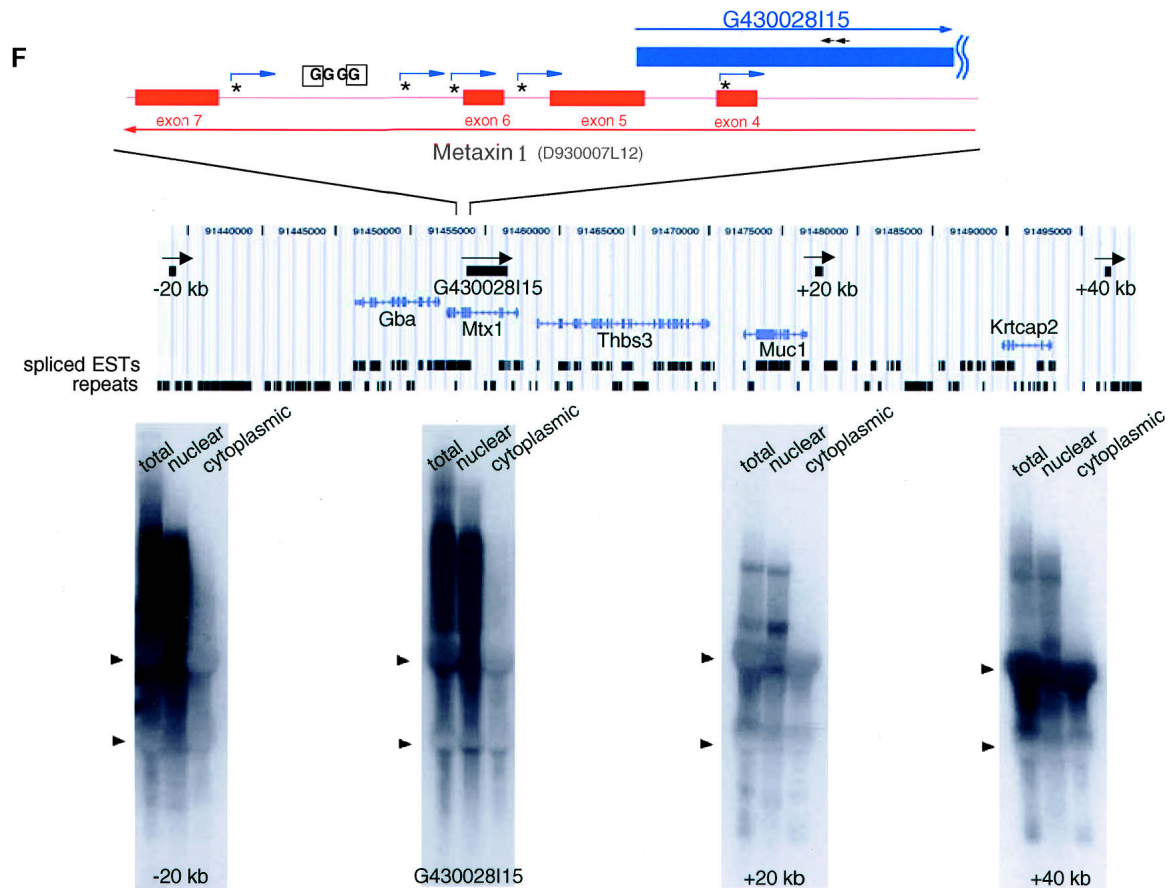 F
G430028I15
GGGG
* * * * *
exon 7 exon 6 exon 5 exon 4
Metaxin 1 (D930007L12)
91440000 91445000 91450000 91455000 91460000 91465000 91470000 91475000 91480000 91485000 91490000 91495000
-20 kb G430028I15 +20 kb +40 kb
Gba Mtx1 Thbs3 Muc1 Krtcap2
spliced ESTs
repeats
total nuclear cytoplasmic total nuclear cytoplasmic total nuclear cytoplasmic total nuclear cytoplasmic
-20 kb G430028I15 +20 kb +40 kb